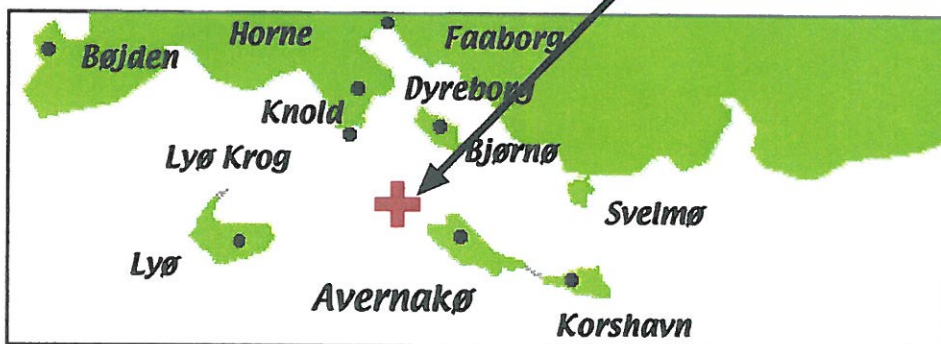 Horne
Faaborg
Bøjden
Dyreborg
Knold
Lyø Krog
Bjørnø
Svelmø
Lyø
Avernakø
Korshavn